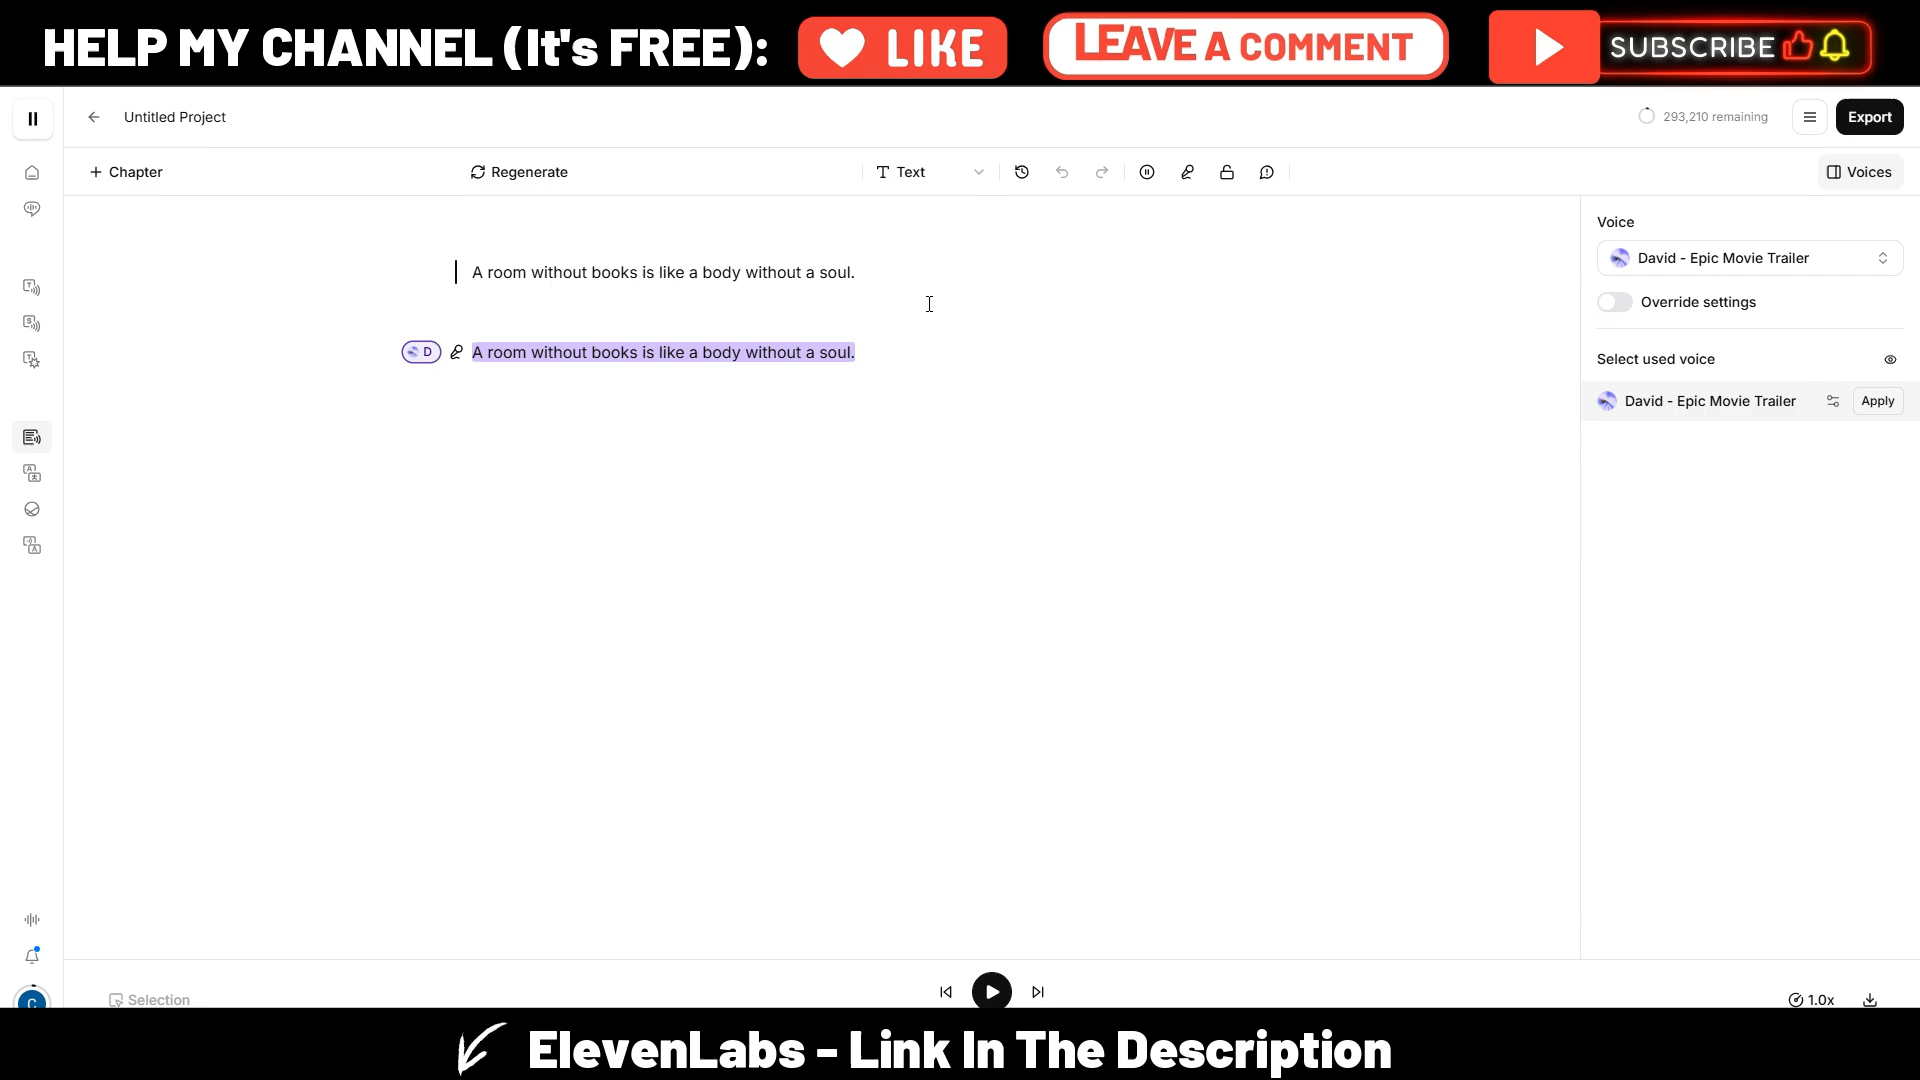 HELP MY CHANNEL (It's FREE): LIKE LEAVE A COMMENT SUBSCRIBE
Untitled Project 293,210 remaining Export
+ Chapter Regenerate T Text Voices
Voice
A room without books is like a body without a soul.
David - Epic Movie Trailer
Override settings
D A room without books is like a body without a soul.
Select used voice
David - Epic Movie Trailer Apply
Selection 1.0x
C
ElevenLabs - Link In The Description